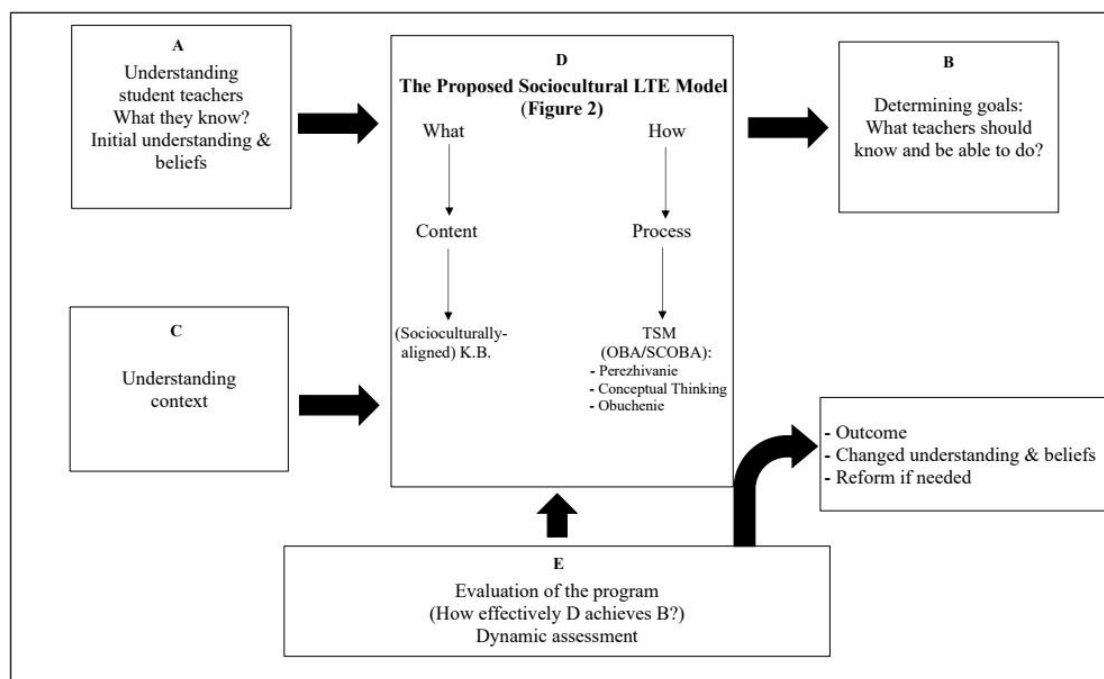 A
Understanding
student teachers
What they know?
Initial understanding &
beliefs
C
Understanding
context
D
The Proposed Sociocultural LTE Model
(Figure 2)
What
How
Content
Process
(Socioculturally-
aligned) K.B.
TSM
(OBA/SCOBA):
- Perezhivanie
- Conceptual Thinking
- Obuchenie
B
Determining goals:
What teachers should
know and be able to do?
- Outcome
- Changed understanding & beliefs
- Reform if needed
E
Evaluation of the program
(How effectively D achieves B?)
Dynamic assessment